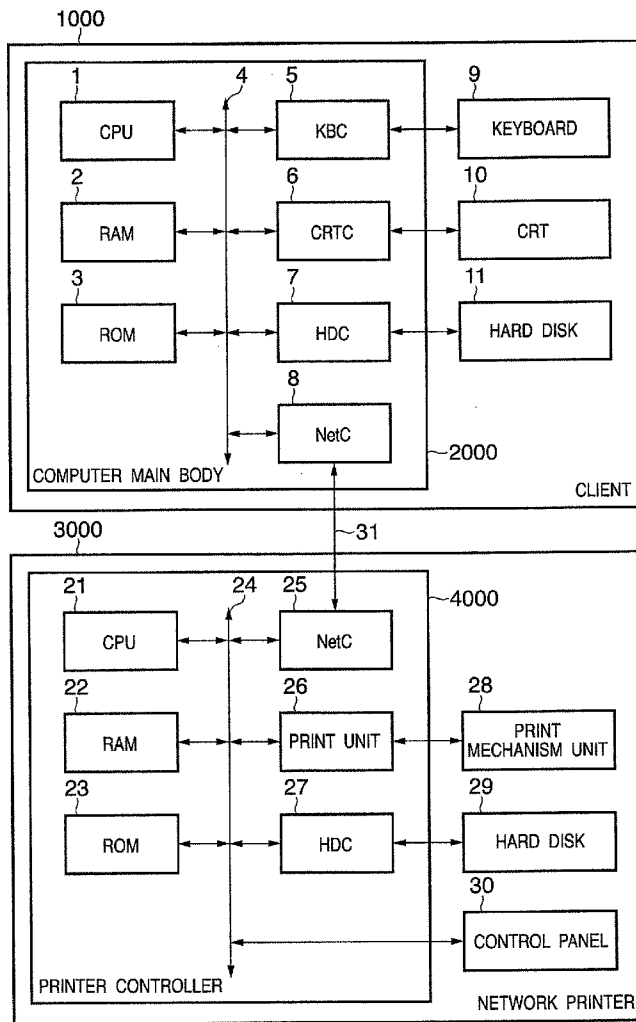 1000
1
4
5
9
CPU
KBC
KEYBOARD
2
6
10
RAM
CRTC
CRT
3
7
11
ROM
HDC
HARD DISK
8
NetC
2000
COMPUTER MAIN BODY
CLIENT
3000
31
21
24
25
4000
CPU
NetC
22
26
28
RAM
PRINT UNIT
PRINT
MECHANISM UNIT
23
27
29
ROM
HDC
HARD DISK
30
CONTROL PANEL
PRINTER CONTROLLER
NETWORK PRINTER